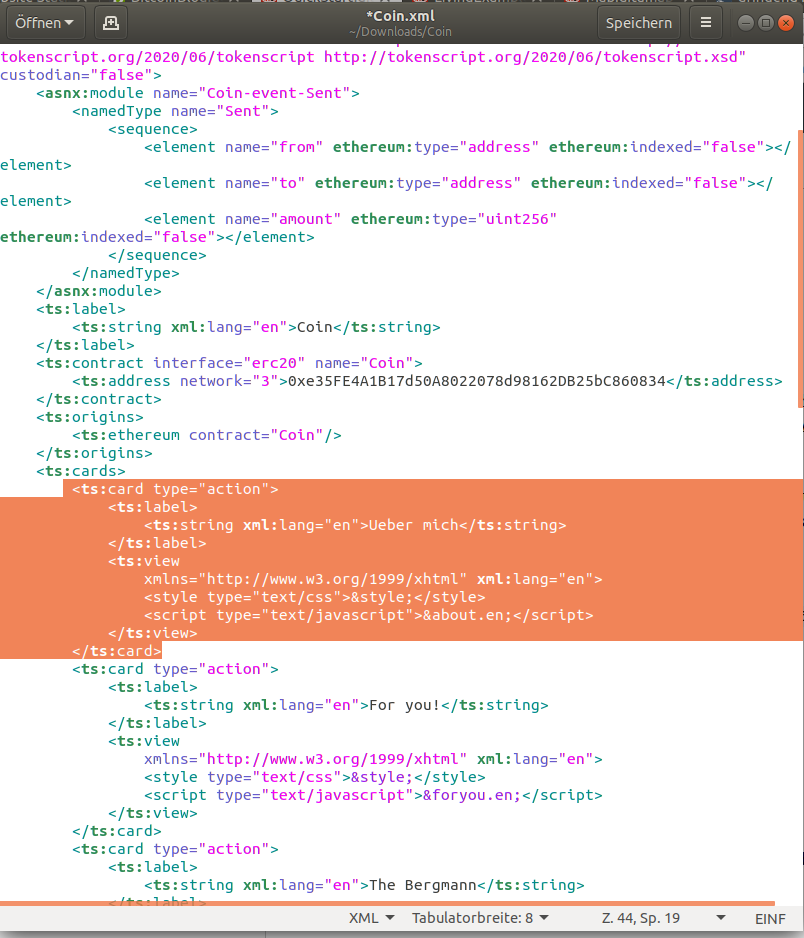 Öffnen
*Coin.xml
~/Downloads/Coin
Speichern
tokenscript.org/2020/06/tokenscript http://tokenscript.org/2020/06/tokenscript.xsd"
custodian="false">
<asnx:module name="Coin-event-Sent">
<namedType name="Sent">
<sequence>
<element name="from" ethereum:type="address" ethereum:indexed="false"></
element>
<element name="to" ethereum:type="address" ethereum:indexed="false"></
element>
<element name="amount" ethereum:type="uint256"
ethereum:indexed="false"></element>
</sequence>
</namedType>
</asnx:module>
<ts:label>
<ts:string xml:lang="en">Coin</ts:string>
</ts:label>
<ts:contract interface="erc20" name="Coin">
<ts:address network="3">0xe35FE4A1B17d50A8022078d98162DB25bC860834</ts:address>
</ts:contract>
<ts:origins>
<ts:ethereum contract="Coin"/>
</ts:origins>
<ts:cards>
<ts:card type="action">
<ts:label>
<ts:string xml:lang="en">Ueber mich</ts:string>
</ts:label>
<ts:view
xmlns="http://www.w3.org/1999/xhtml" xml:lang="en">
<style type="text/css">&style;</style>
<script type="text/javascript">&about.en;</script>
</ts:view>
</ts:card>
<ts:card type="action">
<ts:label>
<ts:string xml:lang="en">For you!</ts:string>
</ts:label>
<ts:view
xmlns="http://www.w3.org/1999/xhtml" xml:lang="en">
<style type="text/css">&style;</style>
<script type="text/javascript">&foryou.en;</script>
</ts:view>
</ts:card>
<ts:card type="action">
<ts:label>
<ts:string xml:lang="en">The Bergmann</ts:string>
</ts:label>
XML
Tabulatorbreite: 8
Z. 44, Sp. 19
EINF